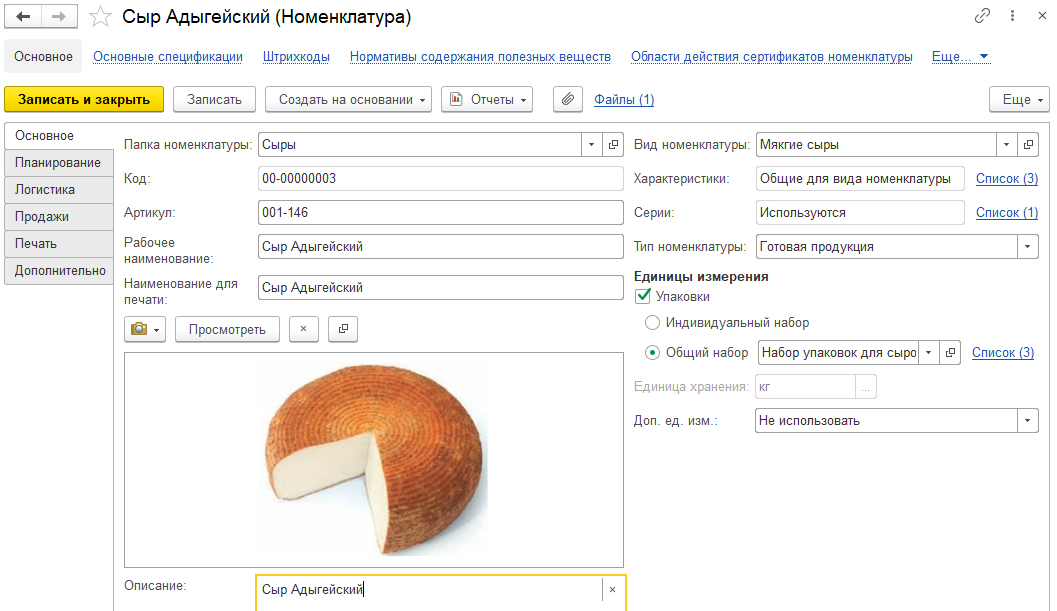 Сыр Адыгейский (Номенклатура)
Основное Основные спецификации Штрихкоды Нормативы содержания полезных веществ Области действия сертификатов номенклатуры Еще...
Записать и закрыть Записать Создать на основании Отчеты Файлы (1) Еще
Основное
Планирование
Логистика
Продажи
Печать
Дополнительно
Папка номенклатуры: Сыры
Код: 00-00000003
Артикул: 001-146
Рабочее
наименование: Сыр Адыгейский
Наименование для
печати: Сыр Адыгейский
Просмотреть
Описание: Сыр Адыгейский
Вид номенклатуры: Мякгие сыры
Характеристики: Общие для вида номенклатуры Список (3)
Серии: Используются Список (1)
Тип номенклатуры: Готовая продукция
Единицы измерения
Упаковки
Индивидуальный набор
Общий набор Набор упаковок для сыро Список (3)
Единица хранения: кг ...
Доп. ед. изм.: Не использовать